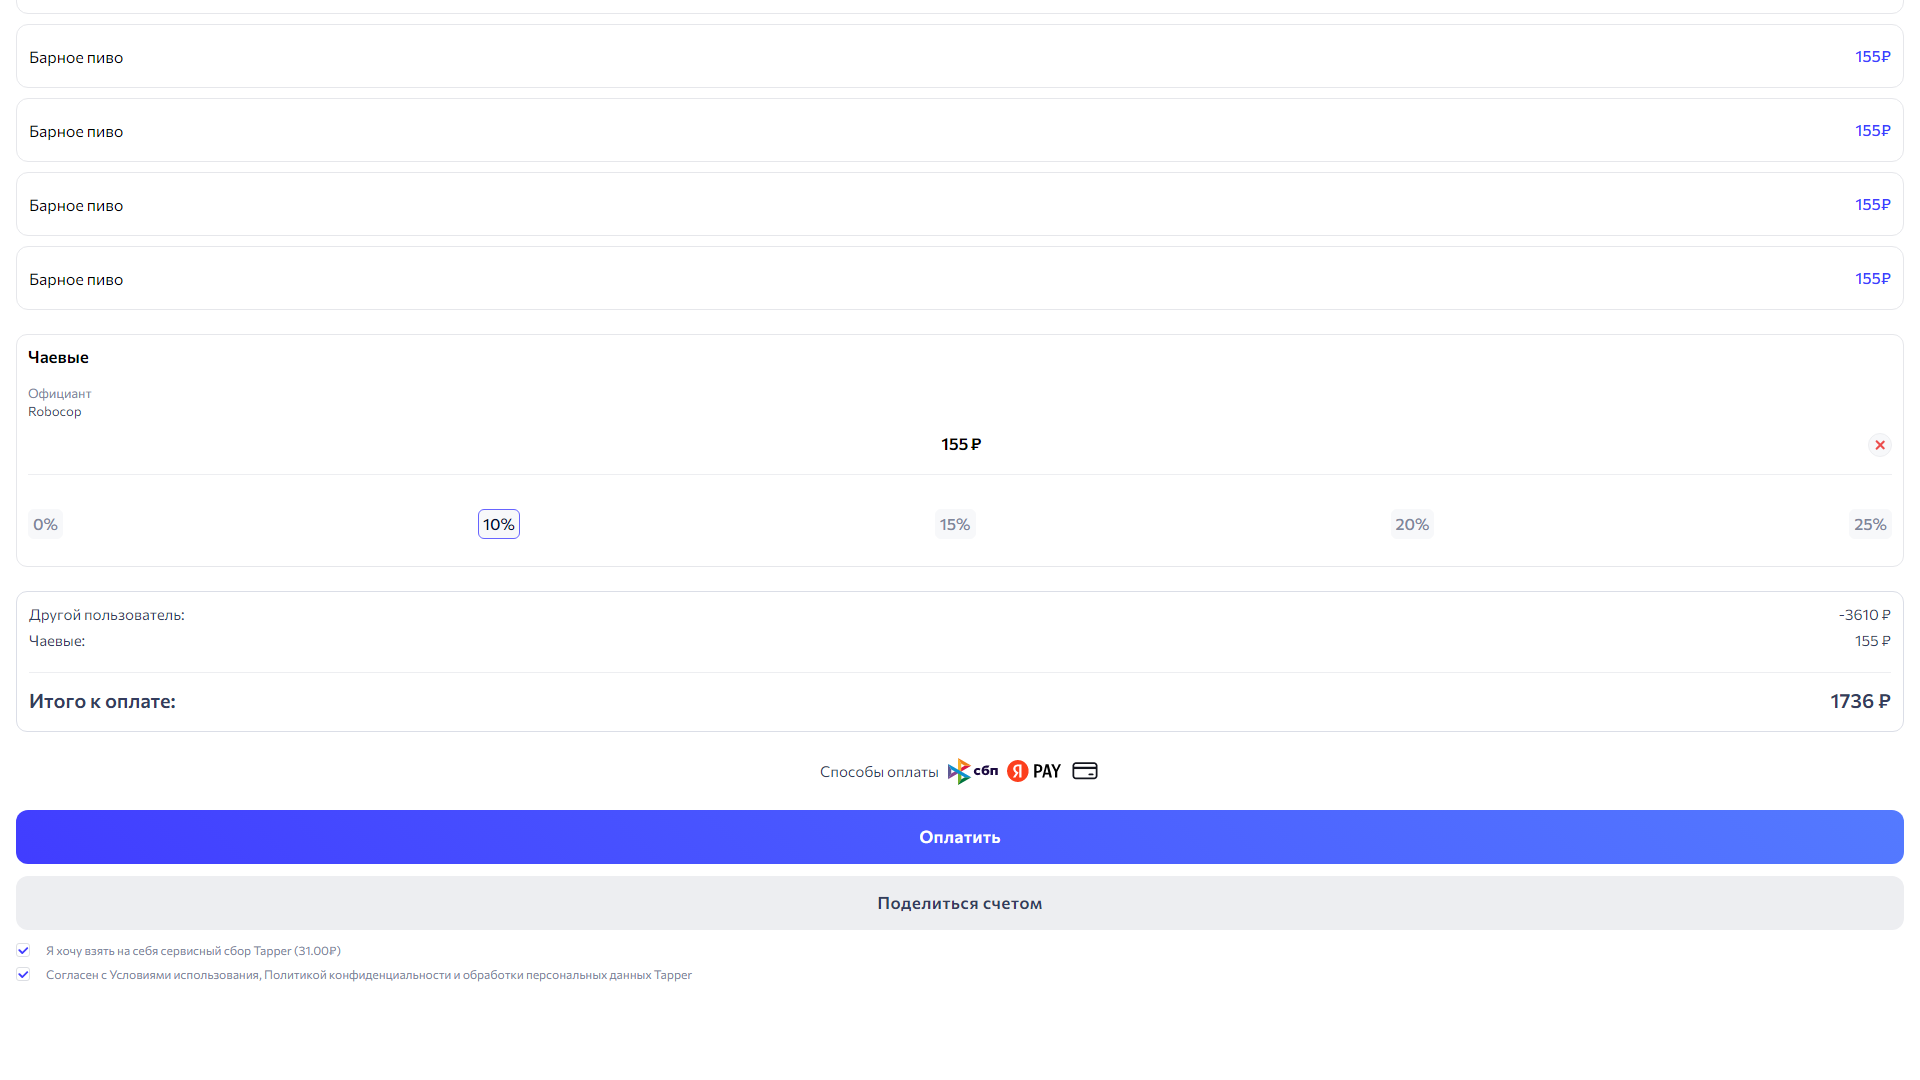 Барное пиво 155₽
Барное пиво 155₽
Барное пиво 155₽
Барное пиво 155₽
Чаевые
Официант
Robocop
155 ₽
0% 10% 15% 20% 25%
Другой пользователь: -3610 ₽
Чаевые: 155 ₽
Итого к оплате: 1736 ₽
Способы оплаты сбп Я PAY
Оплатить
Поделиться счетом
Я хочу взять на себя сервисный сбор Tapper (31.00₽)
Согласен с Условиями использования, Политикой конфиденциальности и обработки персональных данных Tapper